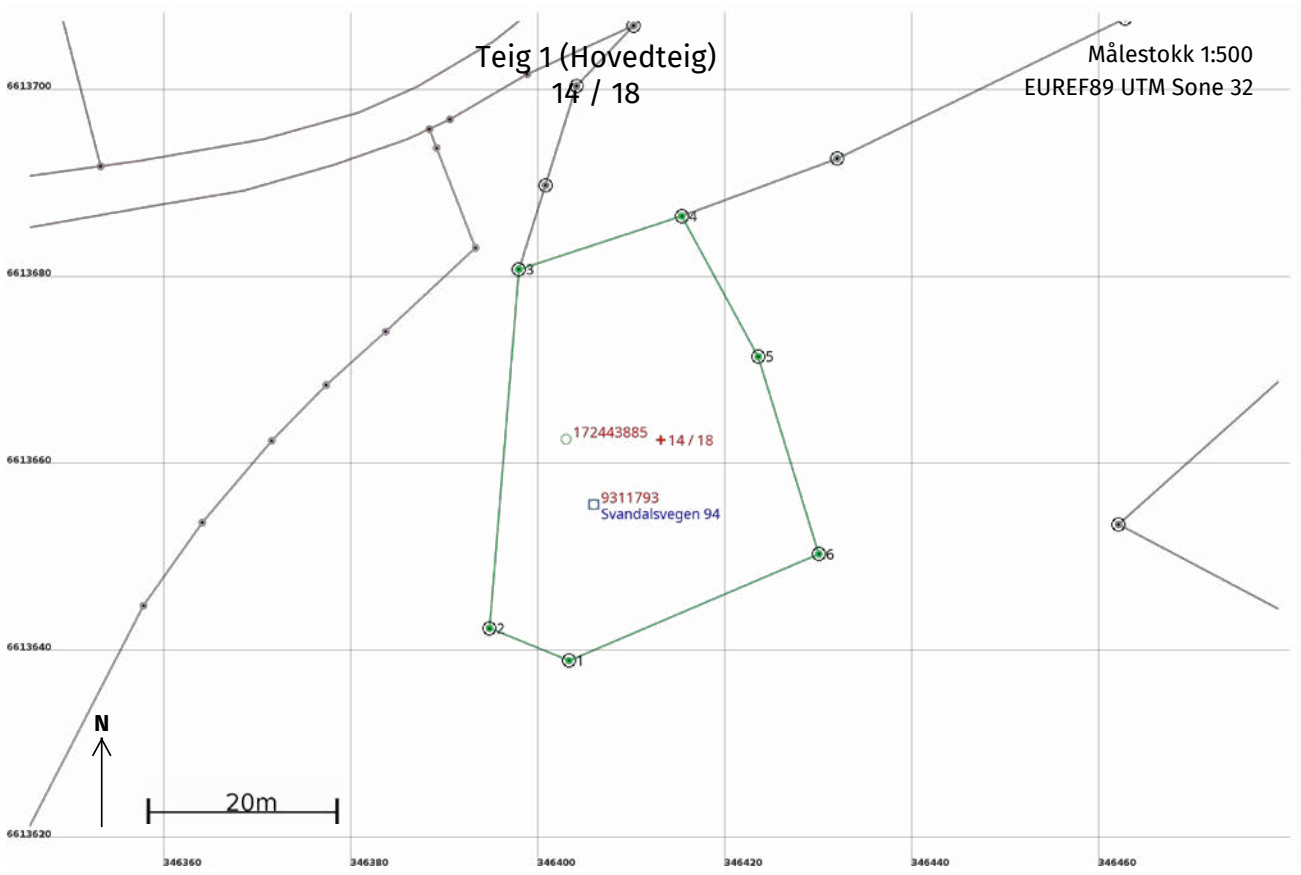 Teig 1 (Hovedteig)
14 / 18
Målestokk 1:500
EUREF89 UTM Sone 32
6613700
4
6613680
3
5
172443885
14 / 18
6613660
9311793
Svandalsvegen 94
6
2
6613640
1
N
20m
6613620
346360
346380
346400
346420
346440
346460